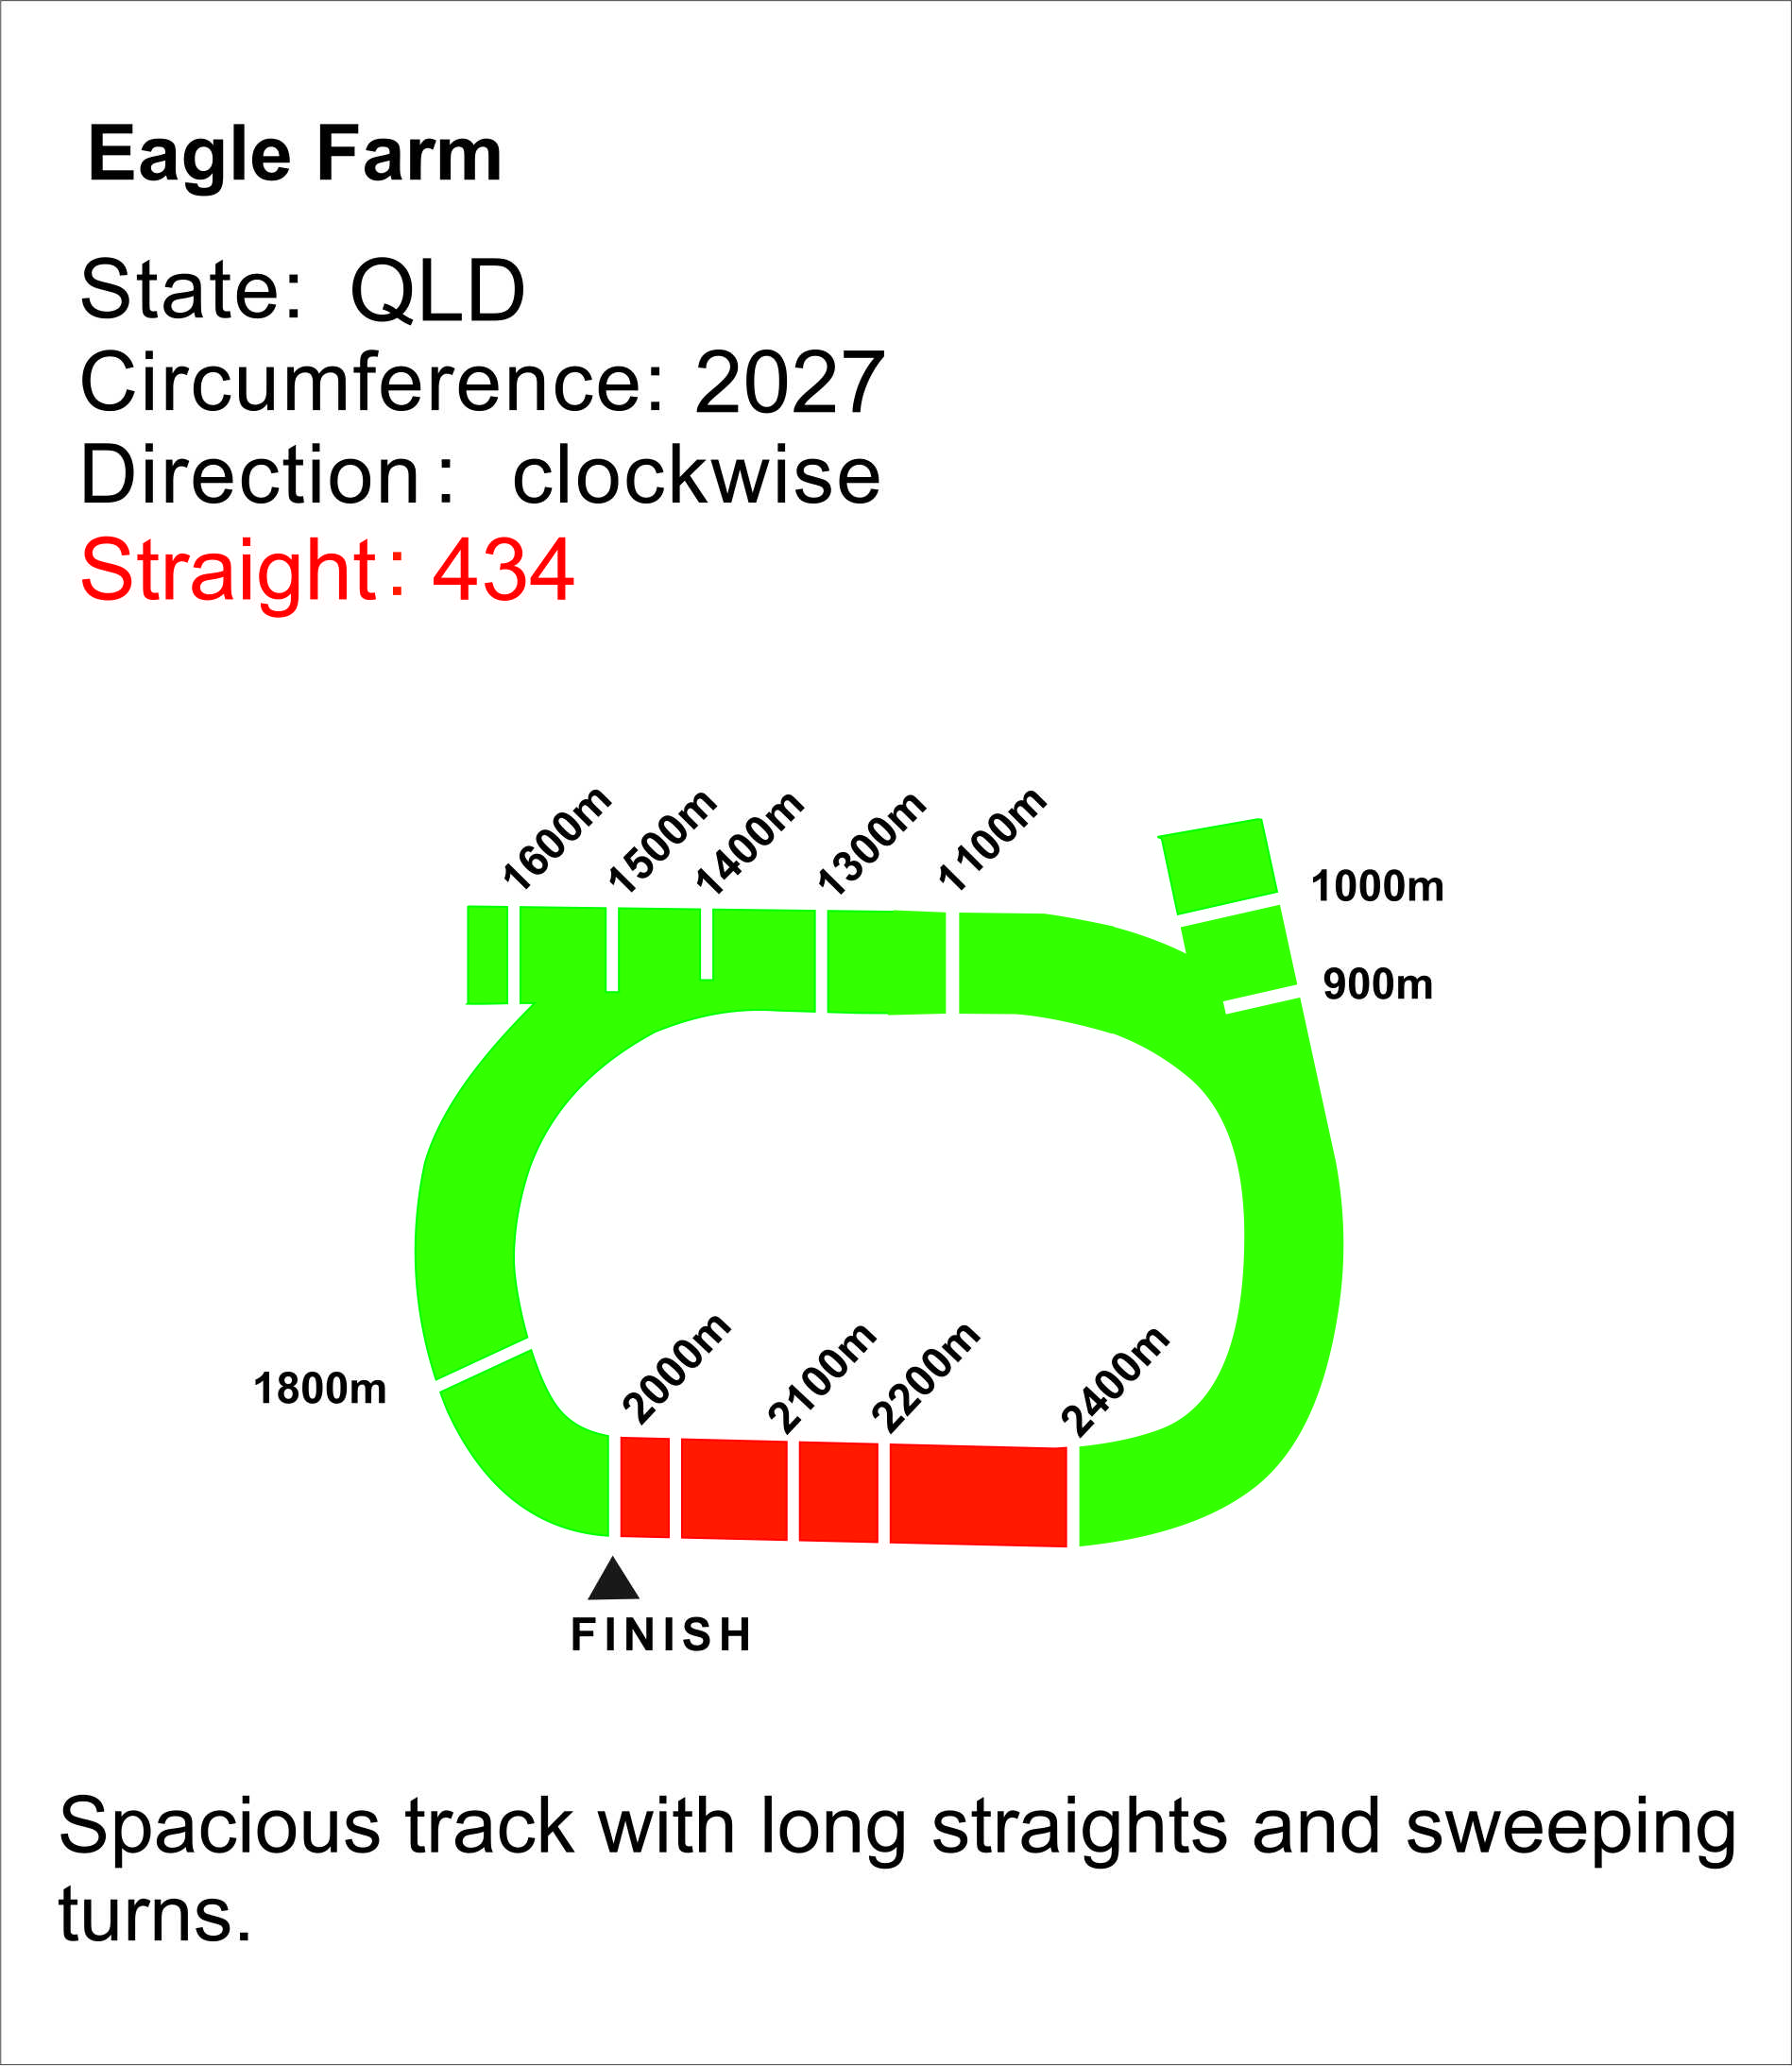 Eagle Farm
State: QLD
Circumference: 2027
Direction: clockwise
Straight: 434
1600m
1500m
1400m
1300m
1100m
1000m
900m
1800m
2000m
2100m
2200m
2400m
FINISH
Spacious track with long straights and sweeping
turns.